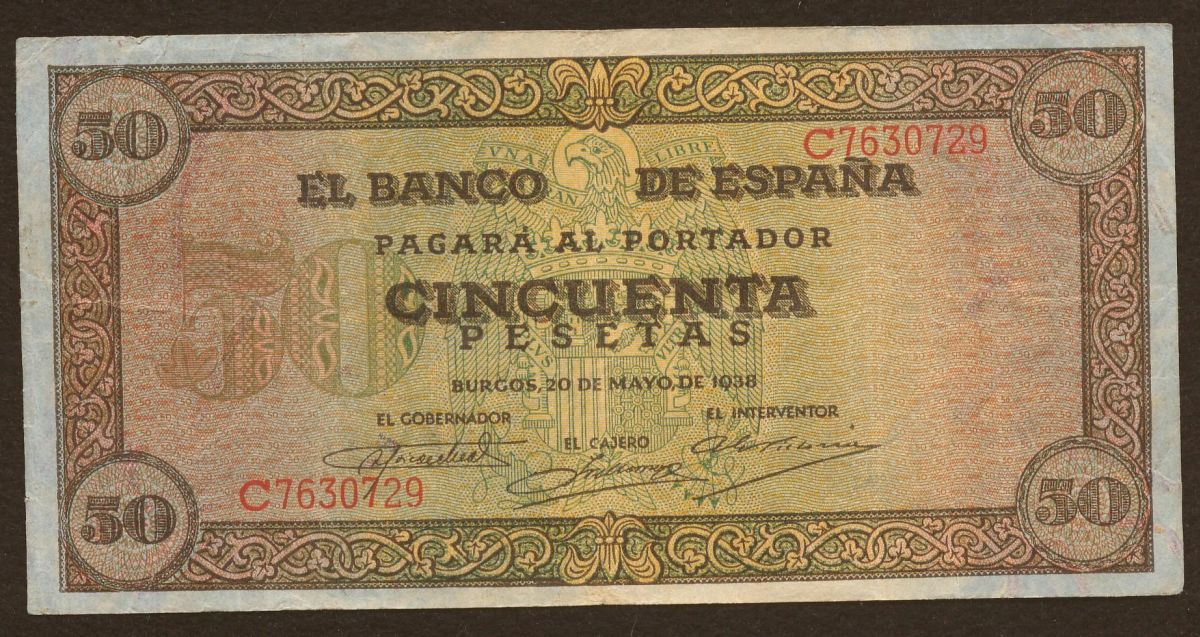 50
50
VNA LIBRE
C7630729
EL BANCO DE ESPAÑA
PAGARÁ AL PORTADOR
50
CINCUENTA
PESETAS
BURGOS, 20 DE MAYO, DE 1938
EL GOBERNADOR
EL CAJERO
EL INTERVENTOR
C7630729
50
50